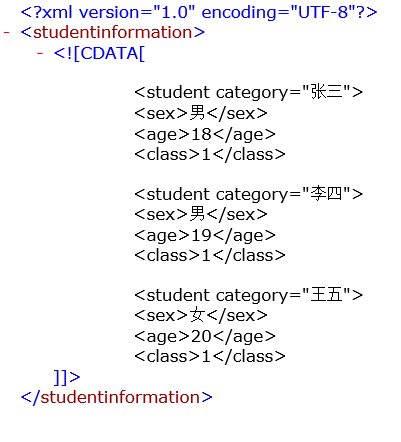 <?xml version="1.0" encoding="UTF-8"?>
- <studentinformation>
- <![CDATA[
<student category="张三">
<sex>男</sex>
<age>18</age>
<class>1</class>
<student category="李四">
<sex>男</sex>
<age>19</age>
<class>1</class>
<student category="王五">
<sex>女</sex>
<age>20</age>
<class>1</class>
]]>
</studentinformation>